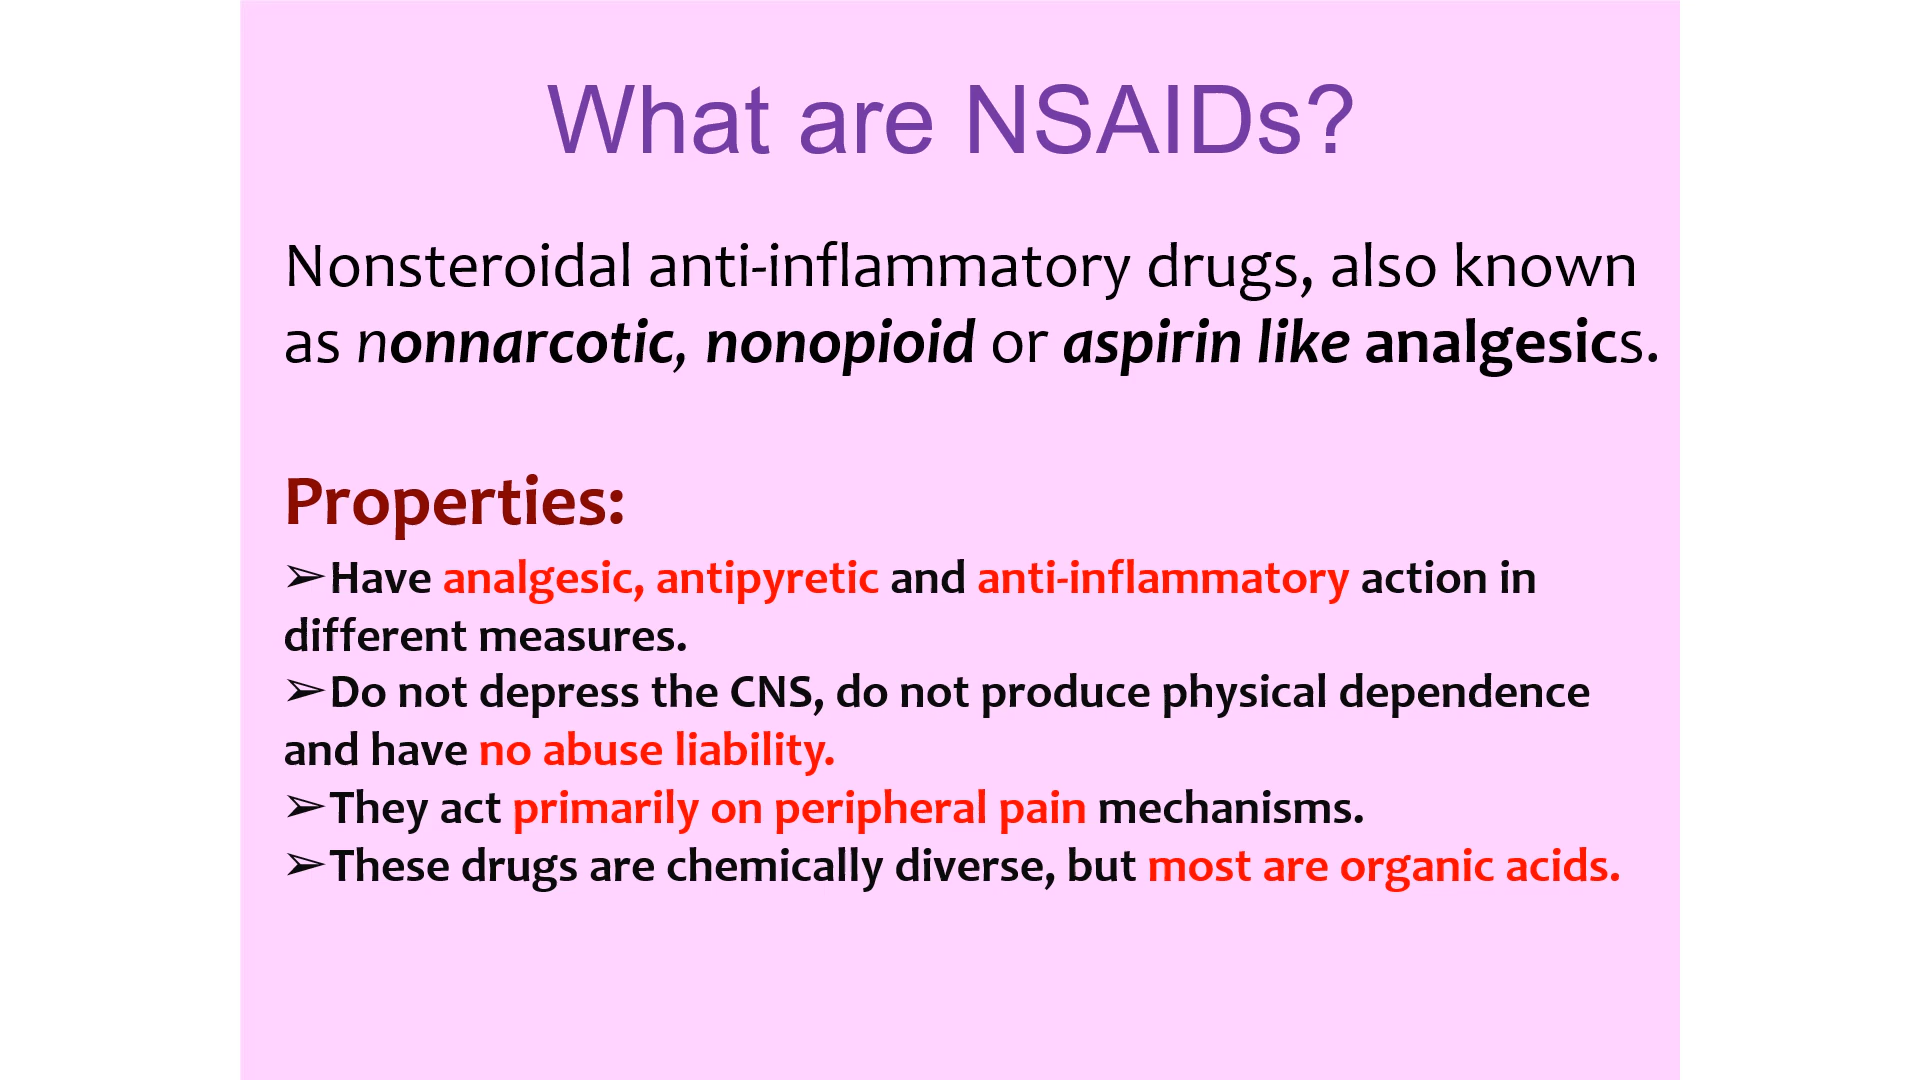 What are NSAIDs?
Nonsteroidal anti-inflammatory drugs, also known
as nonnarcotic, nonopioid or aspirin like analgesics.
Properties:
➢Have analgesic, antipyretic and anti-inflammatory action in
different measures.
➢Do not depress the CNS, do not produce physical dependence
and have no abuse liability.
➢They act primarily on peripheral pain mechanisms.
➢These drugs are chemically diverse, but most are organic acids.